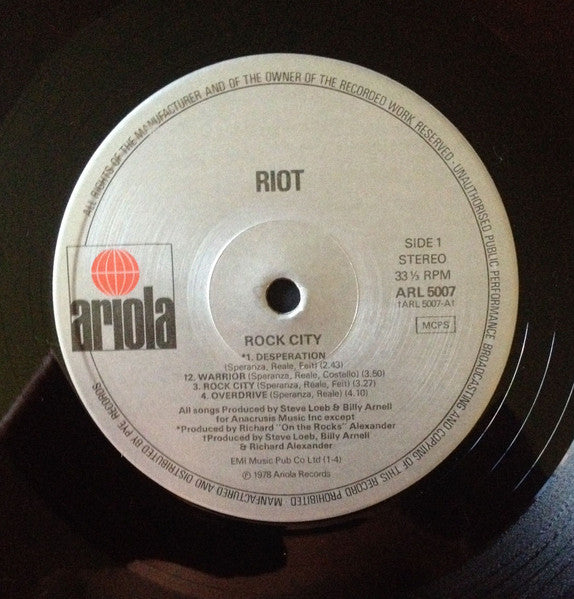 ALL RIGHTS OF THE MANUFACTURER AND OF THE OWNER OF THE RECORDED WORK RESERVED · UNAUTHORISED PUBLIC PERFORMANCE BROADCASTING AND COPYING OF THIS RECORD PROHIBITED · MANFACTURED AND DISTRIBUTED BY PYE RECORDS
RIOT
SIDE 1
STEREO
33⅓ RPM
ARL 5007
†ARL 5007-A1
MCPS
ariola
ROCK CITY
*1. DESPERATION
(Speranza, Reale, Feit) (2.43)
†2. WARRIOR (Speranza, Reale, Costello) (3.50)
3. ROCK CITY (Speranza, Reale, Feit) (3.27)
4. OVERDRIVE (Speranza, Reale) (4.10)
All songs Produced by Steve Loeb & Billy Arnell
for Anacrusis Music Inc except
*Produced by Richard "On the Rocks" Alexander
†Produced by Steve Loeb, Billy Arnell
& Richard Alexander
EMI Music Pub Co Ltd (1-4)
℗ 1978 Ariola Records